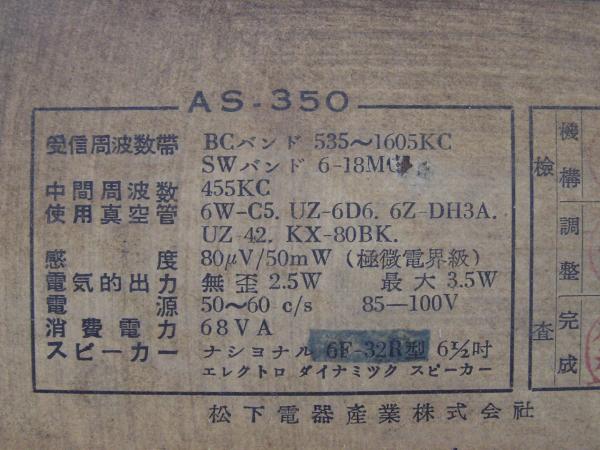 AS-350
受信周波数帯 BCバンド 535〜1605KC
SWバンド 6-18MC
中間周波数 455KC
使用真空管 6W-C5. UZ-6D6. 6Z-DH3A.
UZ-42. KX-80BK.
感度 80μV/50mW (極微電界級)
電気的出力 無歪 2.5W 最大 3.5W
電源 50〜60 c/s 85—100V
消費電力 68VA
スピーカー ナショナル 6F-32R型 6½吋
エレクトロ ダイナミツク スピーカー
松下電器産業株式会社
檢査
機構
調整
完成